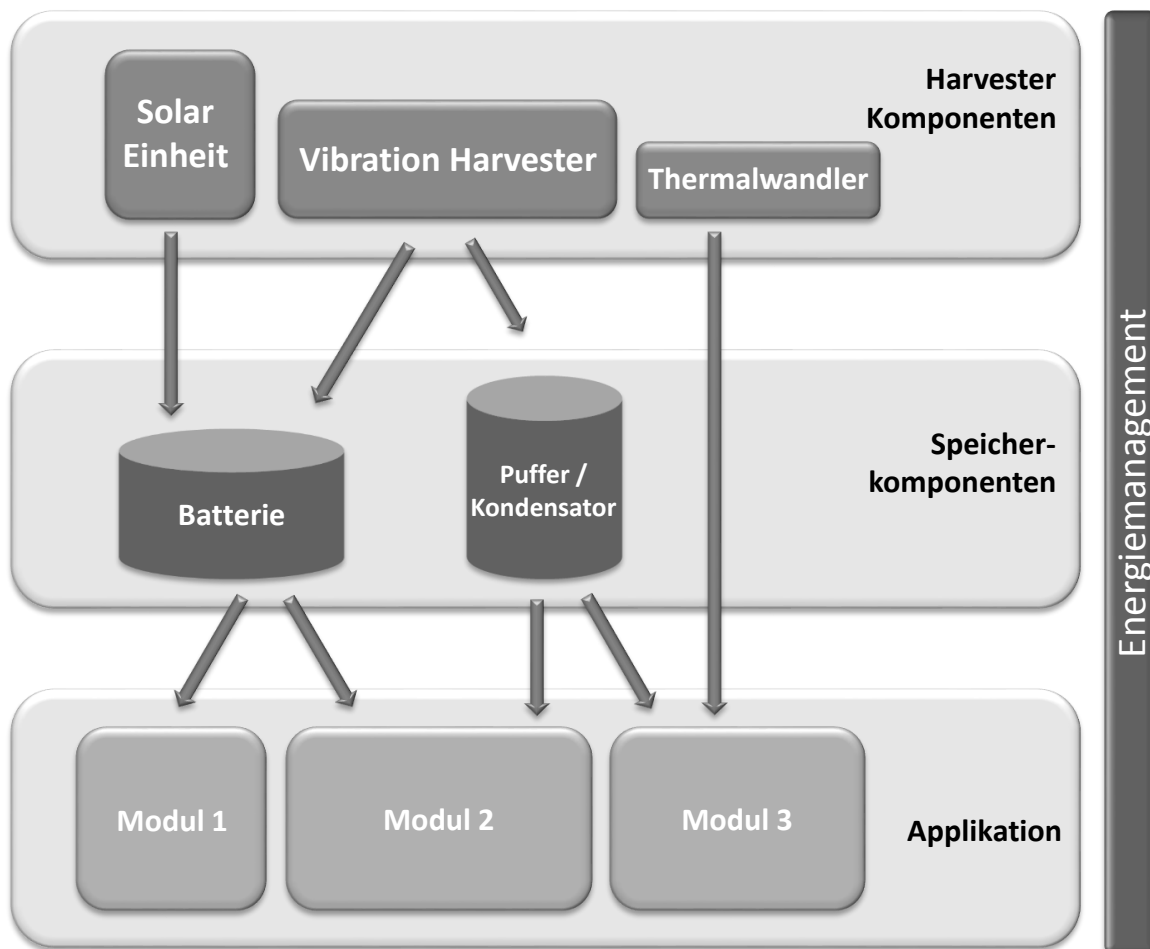 Solar
Einheit
Vibration Harvester
Thermalwandler
Harvester
Komponenten
Batterie
Puffer /
Kondensator
Speicher-
komponenten
Modul 1
Modul 2
Modul 3
Applikation
Energiemanagement